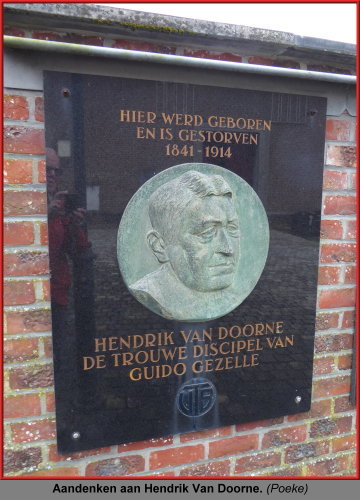 HIER WERD GEBOREN
EN IS GESTORVEN
1841-1914
HENDRIK VAN DOORNE
DE TROUWE DISCIPEL VAN
GUIDO GEZELLE
Aandenken aan Hendrik Van Doorne. (Poeke)